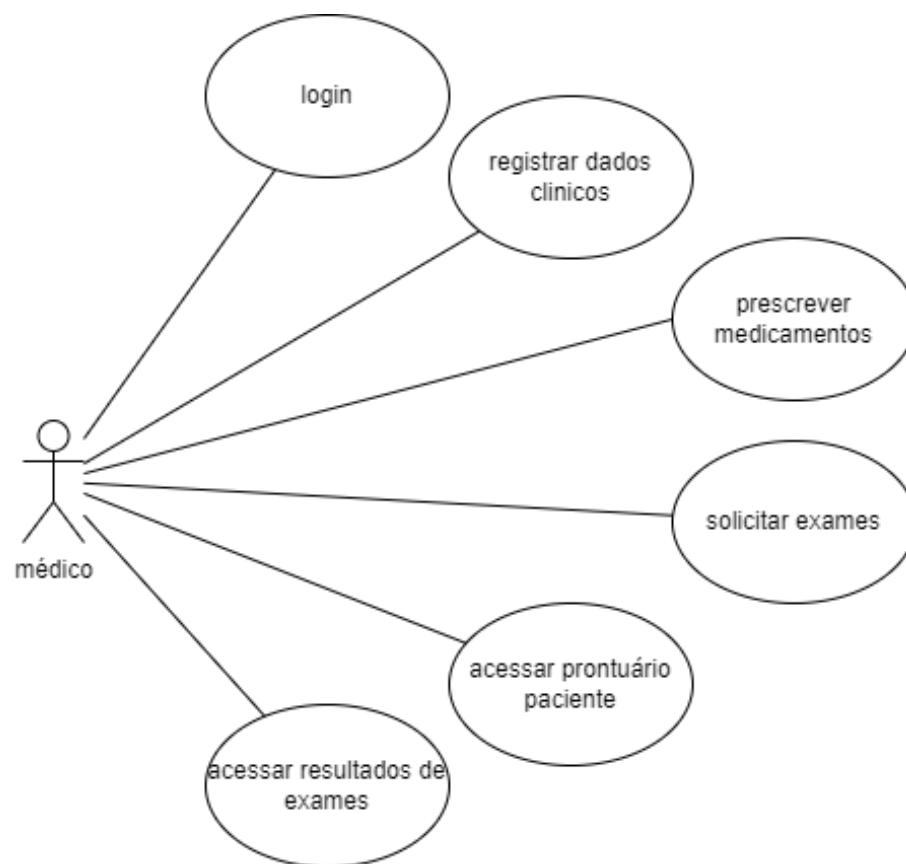 login
registrar dados
clinicos
prescrever
medicamentos
solicitar exames
médico
acessar prontuário
paciente
acessar resultados de
exames